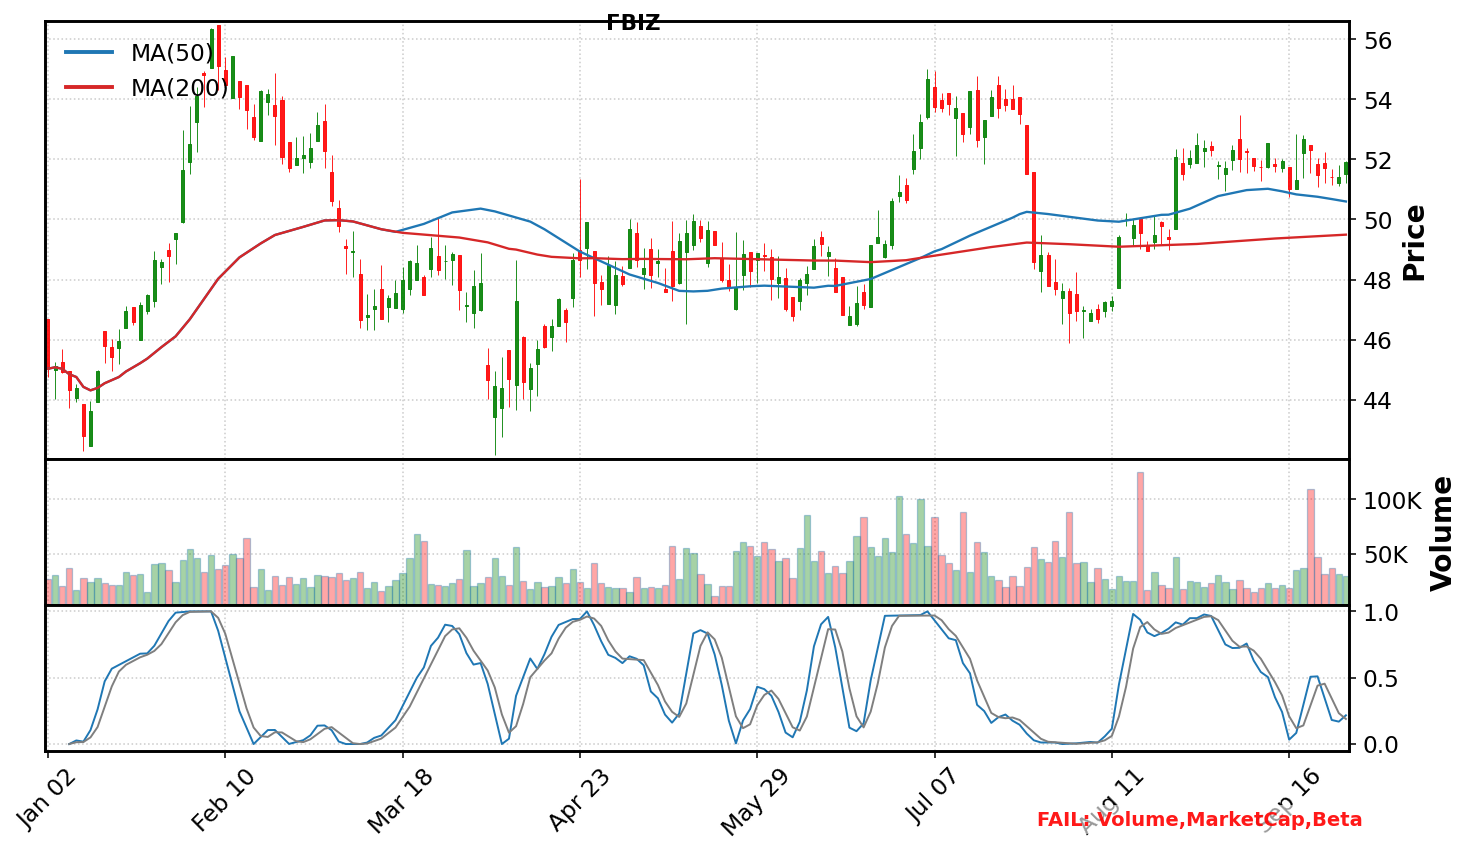 FBIZ
MA(50)
MA(200)
56
54
52
50
48
46
44
Price
100K
50K
Volume
1.0
0.5
0.0
Jan 02
Feb 10
Mar 18
Apr 23
May 29
Jul 07
Aug 11
Sep 16
FAIL: Volume,MarketCap,Beta